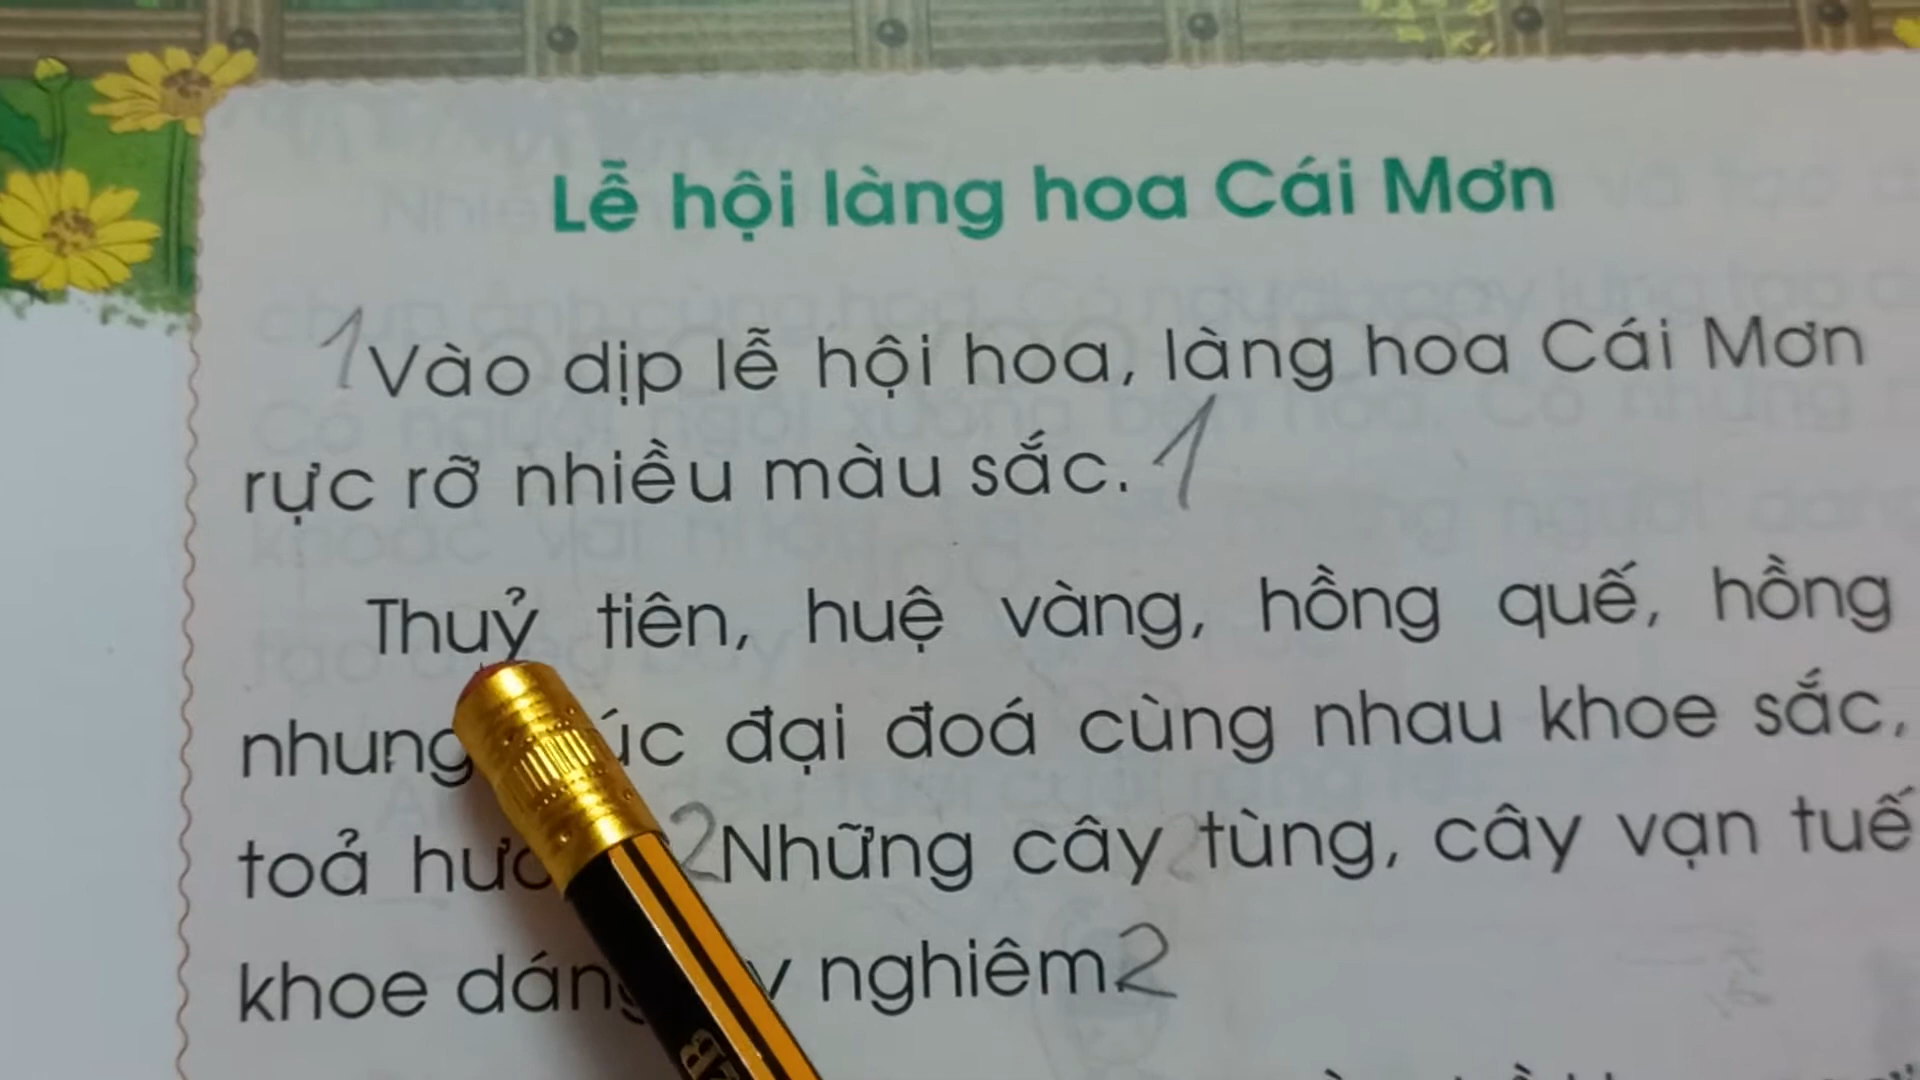 Lễ hội làng hoa Cái Mơn
1 Vào dịp lễ hội hoa, làng hoa Cái Mơn
rực rỡ nhiều màu sắc. 1
Thuỷ tiên, huệ vàng, hồng quế, hồng
nhung đại đoá cùng nhau khoe sắc,
toả 2 Những cây tùng, cây vạn tuế
khoe nghiêm. 2